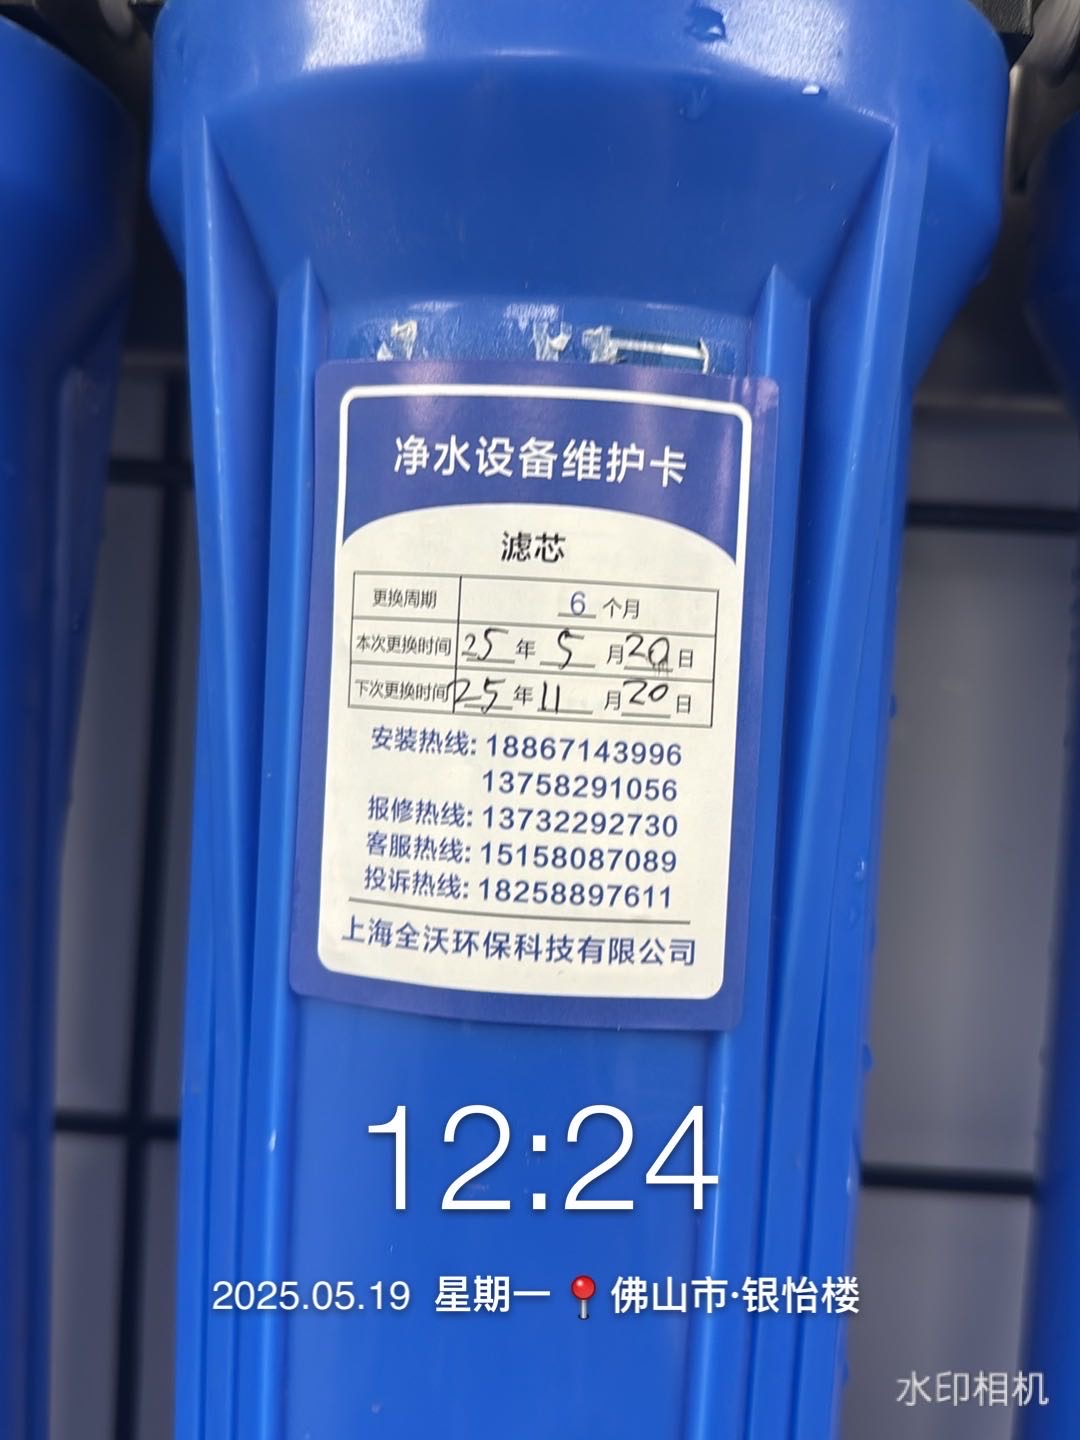 净水设备维护卡
滤芯
更换周期 6 个月
本次更换时间 25 年 5 月 20 日
下次更换时间 25 年 11 月 20 日
安装热线: 18867143996
13758291056
报修热线: 13732292730
客服热线: 15158087089
投诉热线: 18258897611
上海全沃环保科技有限公司
12:24
2025.05.19 星期一 📍佛山市·银怡楼
水印相机